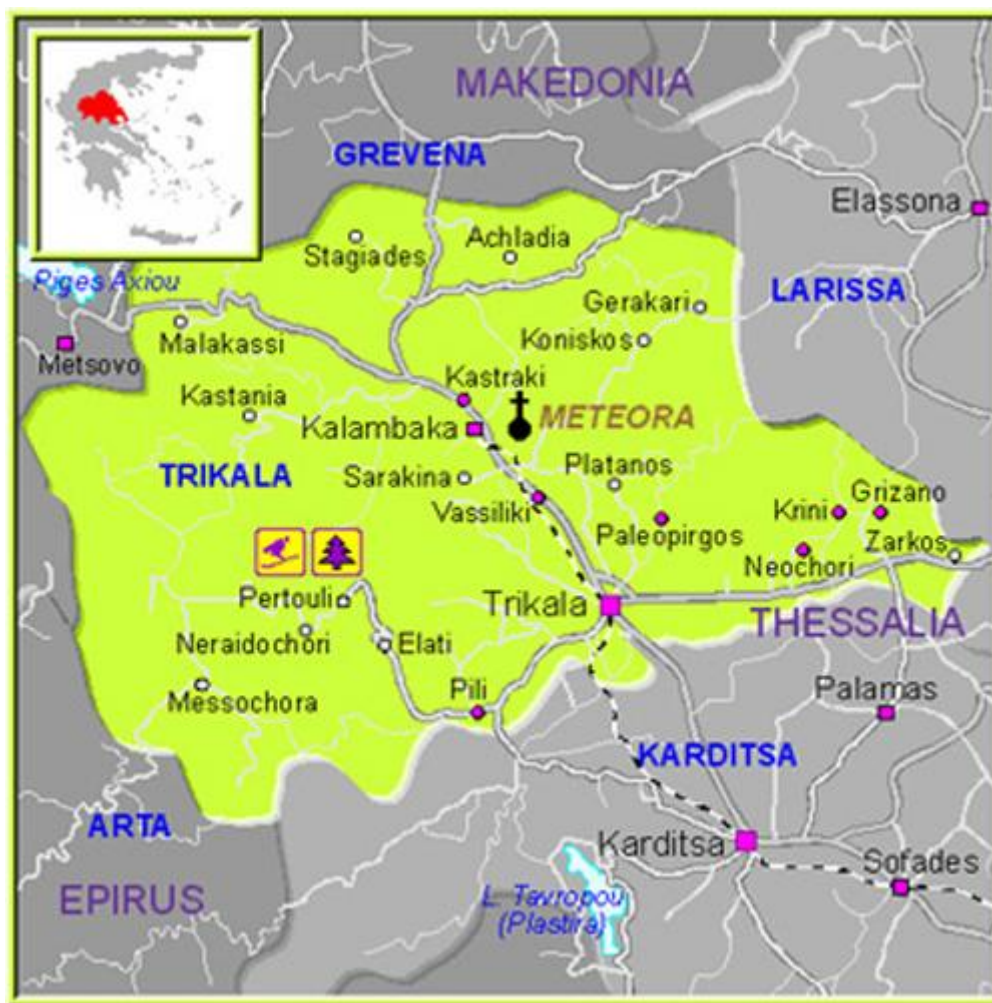 MAKEDONIA
GREVENA
Elassona
Achladia
Stagiades
Piges Axiou
LARISSA
Gerakari
Malakassi
Koniskos
Metsovo
Kastraki
Kastania
METEORA
Kalambaka
Platanos
TRIKALA
Sarakina
Grizano
Krini
Vassiliki
Paleopirgos
Zarkos
Neochori
Pertouli
Trikala
THESSALIA
Neraidochori
Elati
Pili
Palamas
Messochora
KARDITSA
ARTA
Karditsa
Sofades
EPIRUS
L. Tavropou
(Plastira)